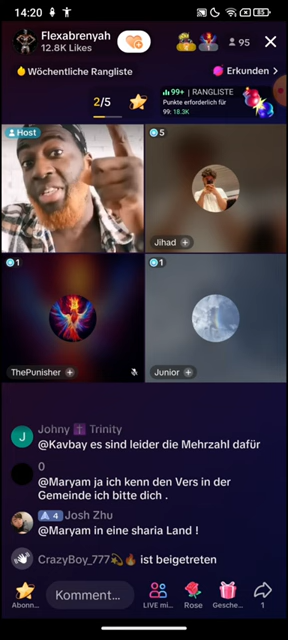 14:20
85
Flexabrenyah
12.8K Likes
95
Wöchentliche Rangliste
Erkunden >
2/5
99+ | RANGLISTE
Punkte erforderlich für
99: 18.3K
Host
5
Jihad +
1
1
ThePunisher +
Junior +
J
Johny ✝️ Trinity
@Kavbay es sind leider die Mehrzahl dafür
0
@Maryam ja ich kenn den Vers in der
Gemeinde ich bitte dich .
4 Josh Zhu
@Maryam in eine sharia Land !
CrazyBoy_777💫🔥 ist beigetreten
Kommént...
Abonn...
LIVE mi...
Rose
Gesche...
1